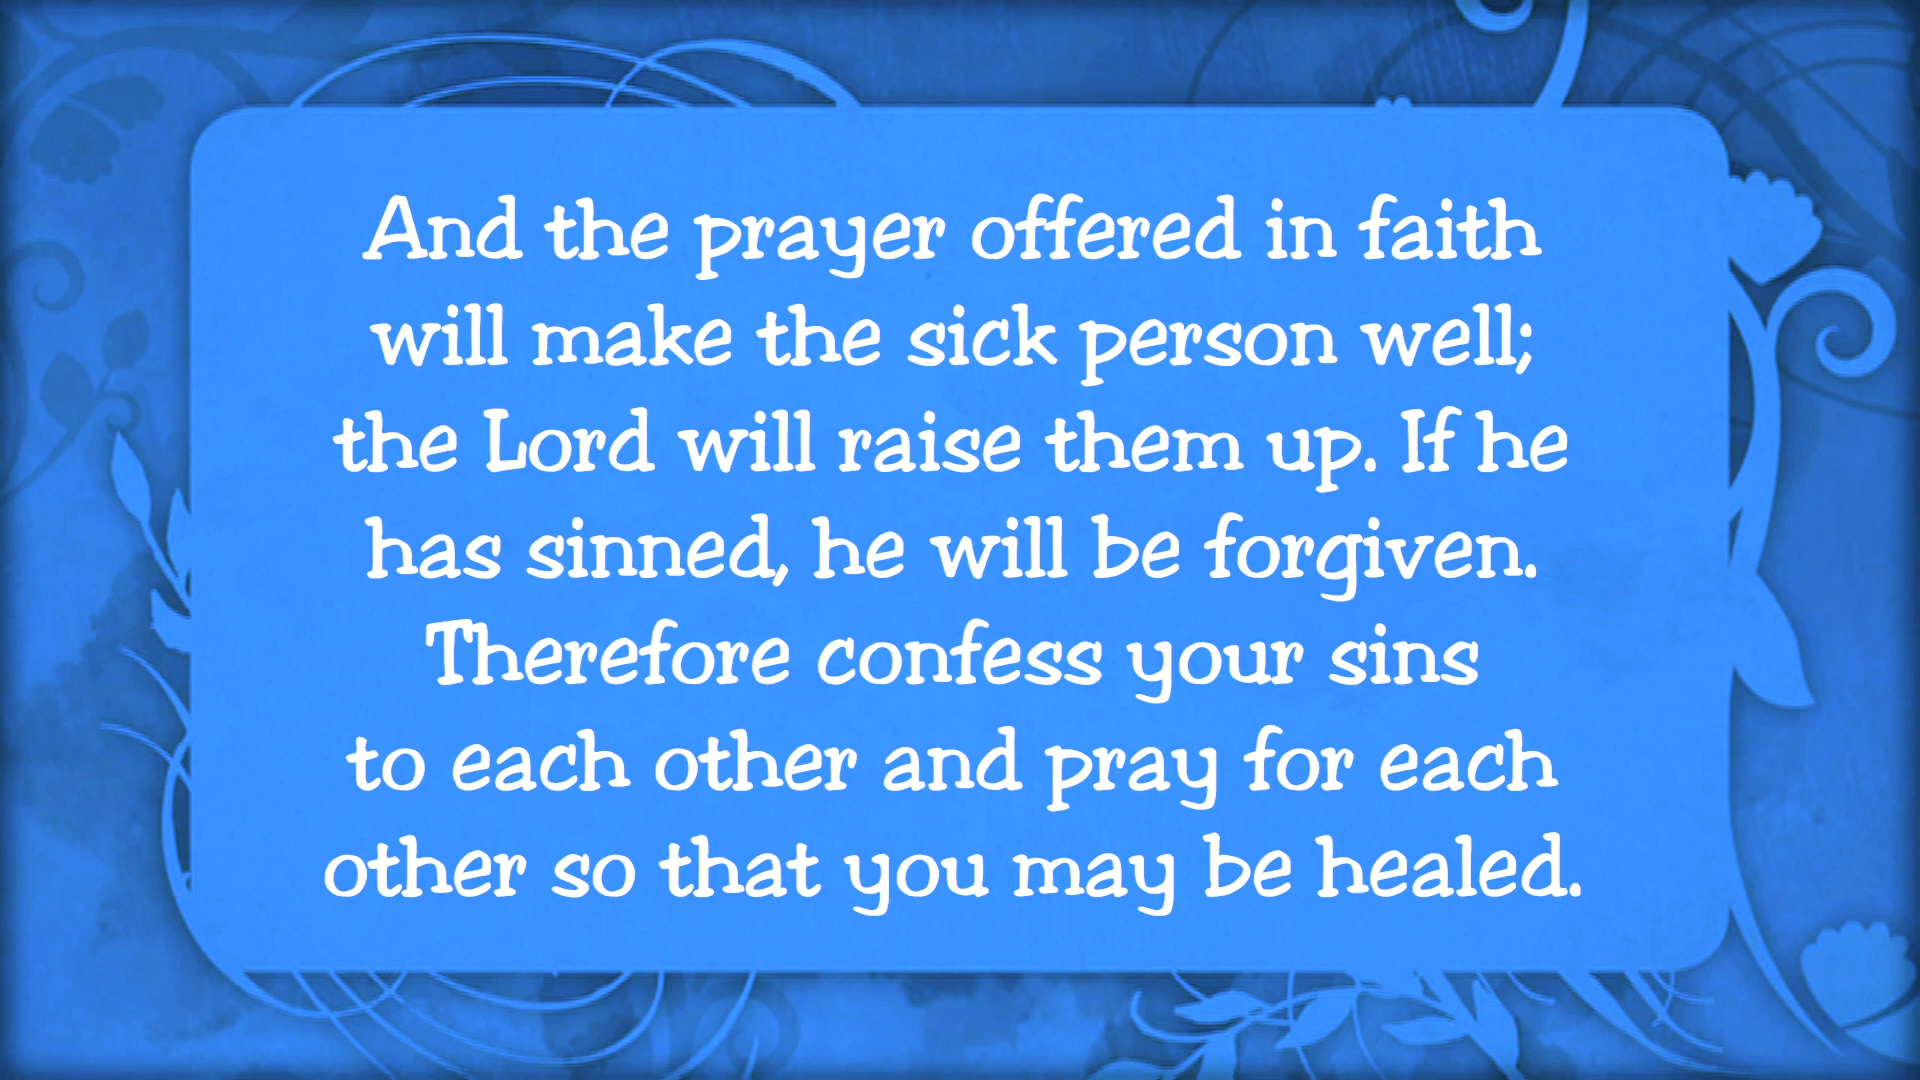 And the prayer offered in faith
will make the sick person well;
the Lord will raise them up. If he
has sinned, he will be forgiven.
Therefore confess your sins
to each other and pray for each
other so that you may be healed.